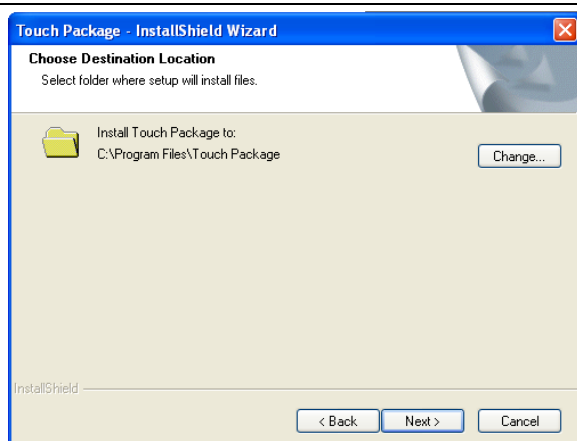 Touch Package - InstallShield Wizard
Choose Destination Location
Select folder where setup will install files.
Install Touch Package to:
C:\Program Files\Touch Package
Change...
InstallShield
< Back
Next >
Cancel